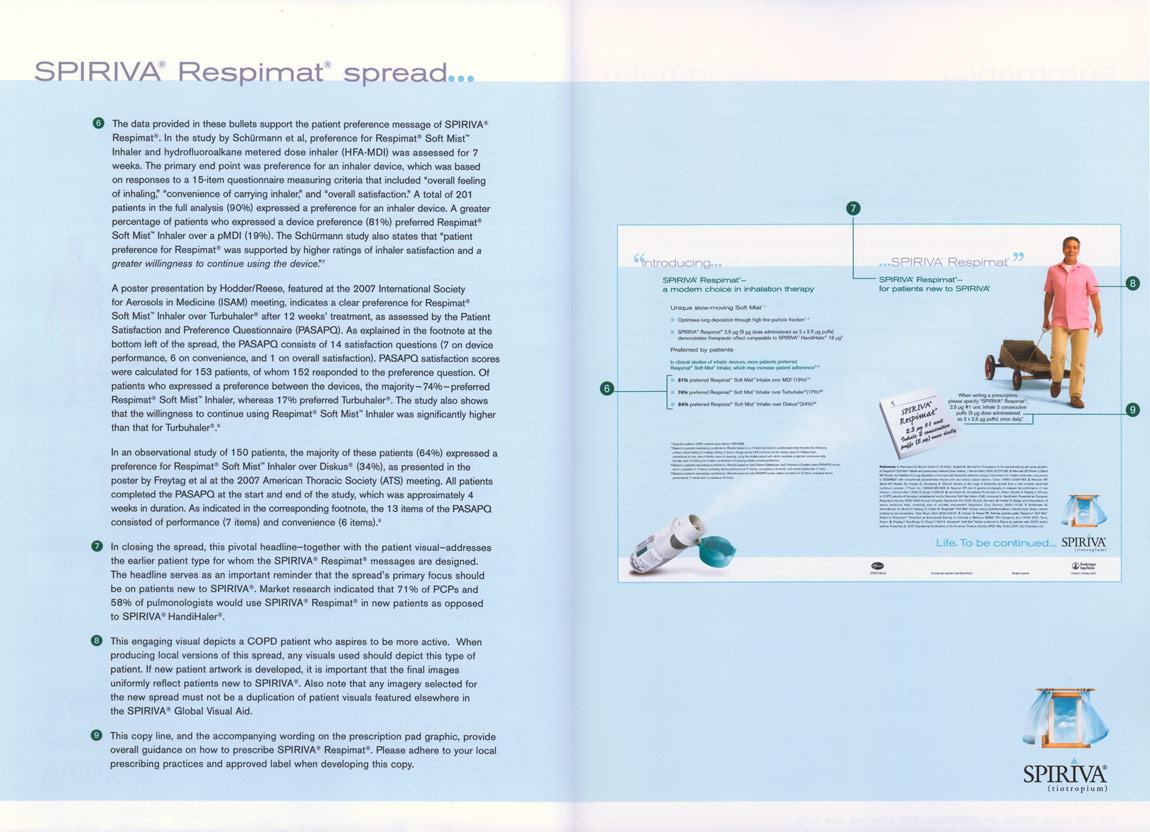 SPIRIVA® Respimat® spread...
6 The data provided in these bullets support the patient preference message of SPIRIVA®
Respimat®. In the study by Schürmann et al, preference for Respimat® Soft Mist™
Inhaler and hydrofluoroalkane metered dose inhaler (HFA-MDI) was assessed for 7
weeks. The primary end point was preference for an inhaler device, which was based
on responses to a 15-item questionnaire measuring criteria that included “overall feeling
of inhaling,” “convenience of carrying inhaler,” and “overall satisfaction.” A total of 201
patients in the full analysis (90%) expressed a preference for an inhaler device. A greater
percentage of patients who expressed a device preference (81%) preferred Respimat®
Soft Mist™ Inhaler over a pMDI (19%). The Schürmann study also states that “patient
preference for Respimat® was supported by higher ratings of inhaler satisfaction and a
greater willingness to continue using the device.”7
A poster presentation by Hodder/Reese, featured at the 2007 International Society
for Aerosols in Medicine (ISAM) meeting, indicates a clear preference for Respimat®
Soft Mist™ Inhaler over Turbuhaler® after 12 weeks’ treatment, as assessed by the Patient
Satisfaction and Preference Questionnaire (PASAPQ). As explained in the footnote at the
bottom left of the spread, the PASAPQ consists of 14 satisfaction questions (7 on device
performance, 6 on convenience, and 1 on overall satisfaction). PASAPQ satisfaction scores
were calculated for 153 patients, of whom 152 responded to the preference question. Of
patients who expressed a preference between the devices, the majority—74%—preferred
Respimat® Soft Mist™ Inhaler, whereas 17% preferred Turbuhaler®. The study also shows
that the willingness to continue using Respimat® Soft Mist™ Inhaler was significantly higher
than that for Turbuhaler®.8
In an observational study of 150 patients, the majority of these patients (64%) expressed a
preference for Respimat® Soft Mist™ Inhaler over Diskus® (34%), as presented in the
poster by Freytag et al at the 2007 American Thoracic Society (ATS) meeting. All patients
completed the PASAPQ at the start and end of the study, which was approximately 4
weeks in duration. As indicated in the corresponding footnote, the 13 items of the PASAPQ
consisted of performance (7 items) and convenience (6 items).9
7 In closing the spread, this pivotal headline—together with the patient visual—addresses
the earlier patient type for whom the SPIRIVA® Respimat® messages are designed.
The headline serves as an important reminder that the spread’s primary focus should
be on patients new to SPIRIVA®. Market research indicated that 71% of PCPs and
58% of pulmonologists would use SPIRIVA® Respimat® in new patients as opposed
to SPIRIVA® HandiHaler®.
8 This engaging visual depicts a COPD patient who aspires to be more active. When
producing local versions of this spread, any visuals used should depict this type of
patient. If new patient artwork is developed, it is important that the final images
uniformly reflect patients new to SPIRIVA®. Also note that any imagery selected for
the new spread must not be a duplication of patient visuals featured elsewhere in
the SPIRIVA® Global Visual Aid.
9 This copy line, and the accompanying wording on the prescription pad graphic, provide
overall guidance on how to prescribe SPIRIVA® Respimat®. Please adhere to your local
prescribing practices and approved label when developing this copy.
7
“Introducing...
...SPIRIVA® Respimat®”
SPIRIVA® Respimat®–
a modern choice in inhalation therapy
SPIRIVA® Respimat®–
for patients new to SPIRIVA®
8
Unique slow-moving Soft Mist™
Optimises lung deposition through high fine particle fraction
SPIRIVA® Respimat® 2.5 µg (5 µg dose administered as 2 x 2.5 µg puffs)
demonstrates therapeutic effect comparable to SPIRIVA® HandiHaler® 18 µg
Preferred by patients
In clinical studies of inhaler devices, more patients preferred
Respimat® Soft Mist™ Inhaler, which may increase patient adherence
6
81% preferred Respimat® Soft Mist™ Inhaler over MDI (19%)
74% preferred Respimat® Soft Mist™ Inhaler over Turbuhaler® (17%)
64% preferred Respimat® Soft Mist™ Inhaler over Diskus® (34%)
When writing a prescription,
please specify “SPIRIVA® Respimat®,
2.5 µg #1 unit. Inhale 2 consecutive
puffs (5 µg dose administered
as 2 x 2.5 µg puffs) once daily.”
9
SPIRIVA®
Respimat®
2.5 µg #1 unit
Inhale 2 consecutive
puffs (5 µg) once daily
Life. To be continued...
SPIRIVA®
(tiotropium)
Pfizer
Boehringer
Ingelheim
SPIRIVA®
(tiotropium)